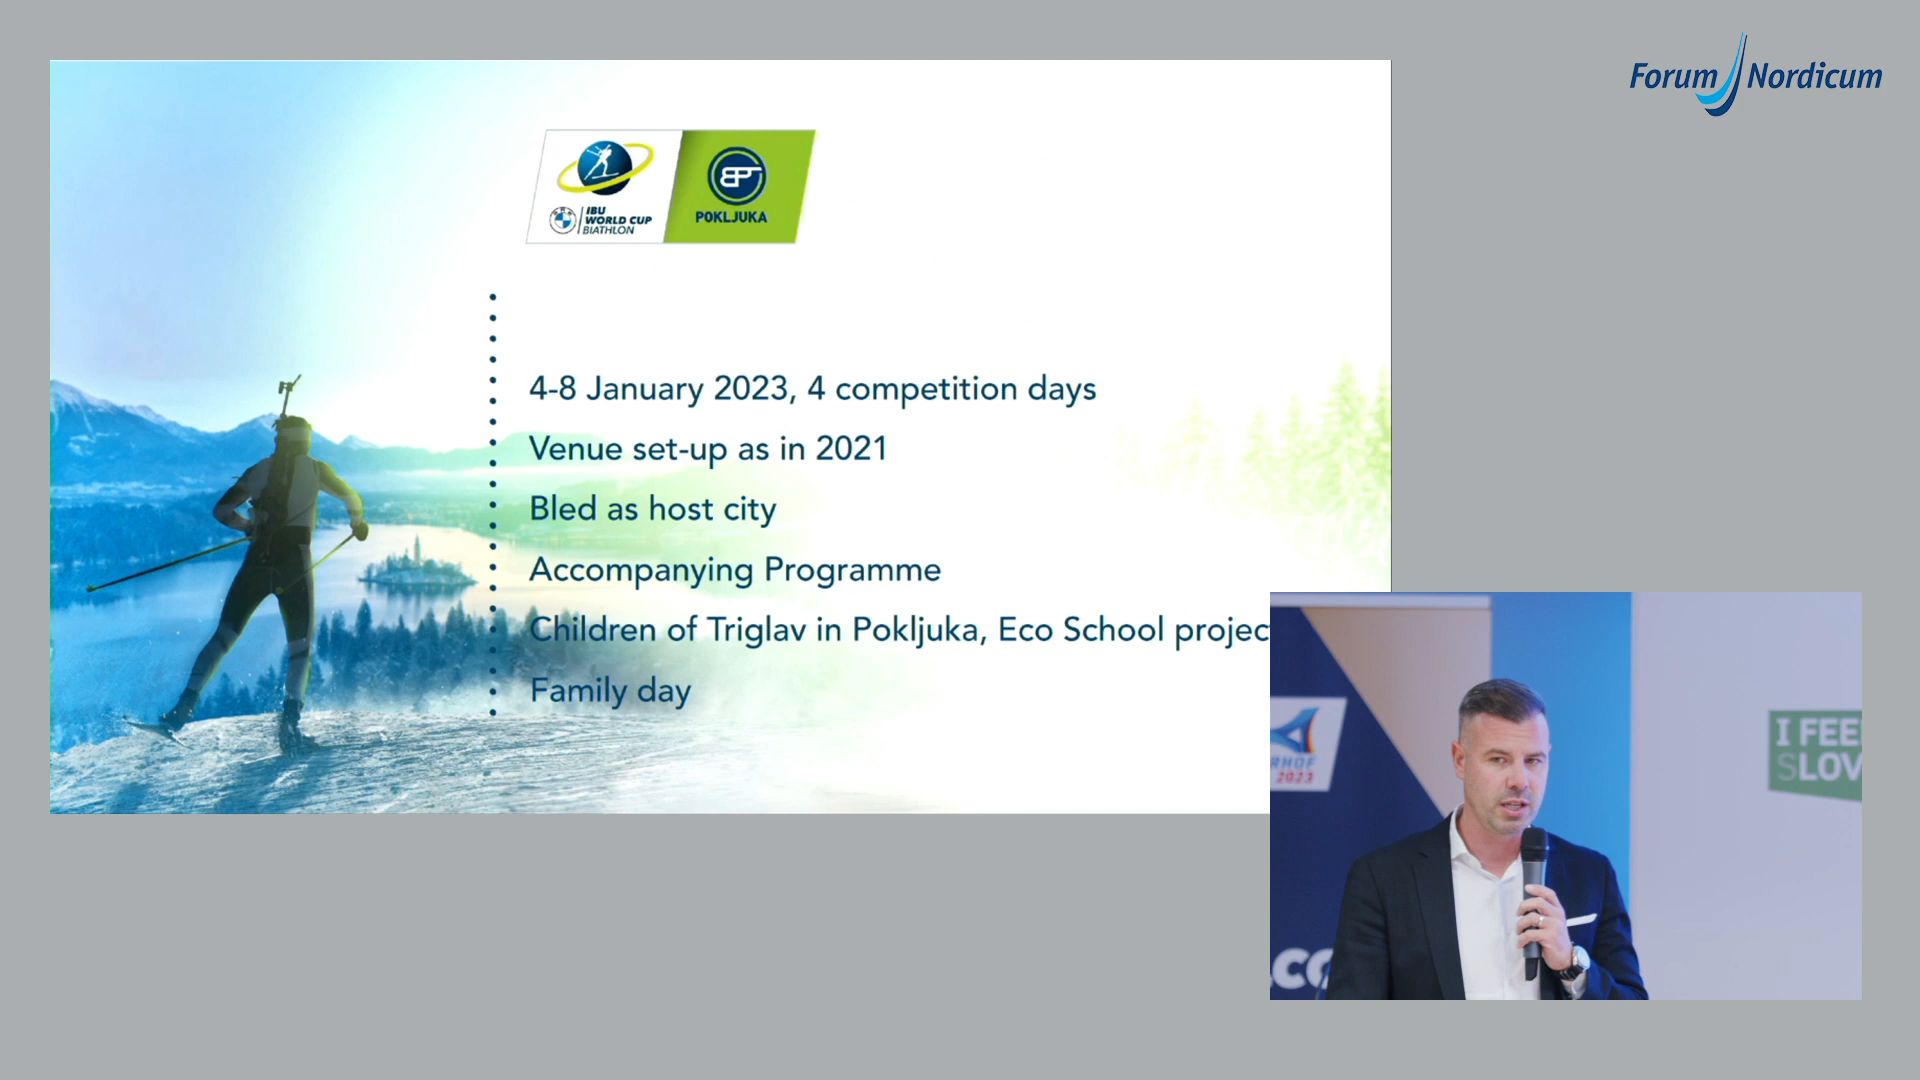 Forum Nordicum
IBU
WORLD CUP
BIATHLON
POKLJUKA
4-8 January 2023, 4 competition days
Venue set-up as in 2021
Bled as host city
Accompanying Programme
Children of Triglav in Pokljuka, Eco School projec
Family day
I FEE
SLOV
RHOF
2023
.co